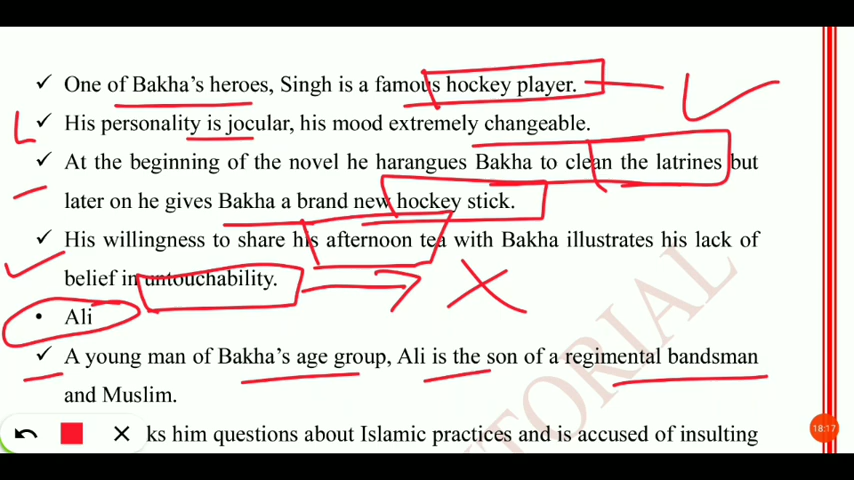 ✓ One of Bakha's heroes, Singh is a famous hockey player.
✓ His personality is jocular, his mood extremely changeable.
✓ At the beginning of the novel he harangues Bakha to clean the latrines but
later on he gives Bakha a brand new hockey stick.
✓ His willingness to share his afternoon tea with Bakha illustrates his lack of
belief in untouchability.
• Ali
✓ A young man of Bakha's age group, Ali is the son of a regimental bandsman
and Muslim.
ks him questions about Islamic practices and is accused of insulting
18:17
TORIAL